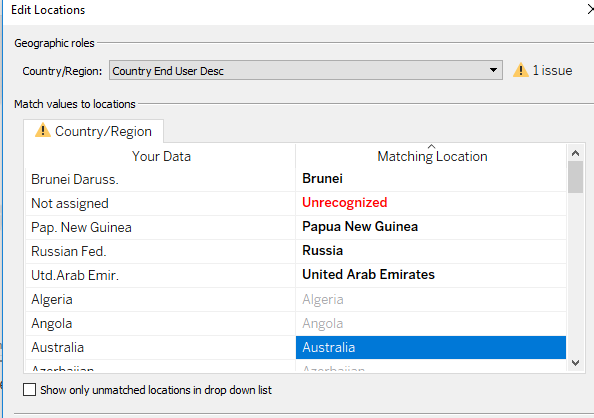 Edit Locations
Geographic roles
Country/Region: Country End User Desc 1 issue
Match values to locations
Country/Region
Your Data Matching Location
Brunei Daruss. Brunei
Not assigned Unrecognized
Pap. New Guinea Papua New Guinea
Russian Fed. Russia
Utd.Arab Emir. United Arab Emirates
Algeria Algeria
Angola Angola
Australia Australia
Azerbaijan Azerbaijan
Show only unmatched locations in drop down list